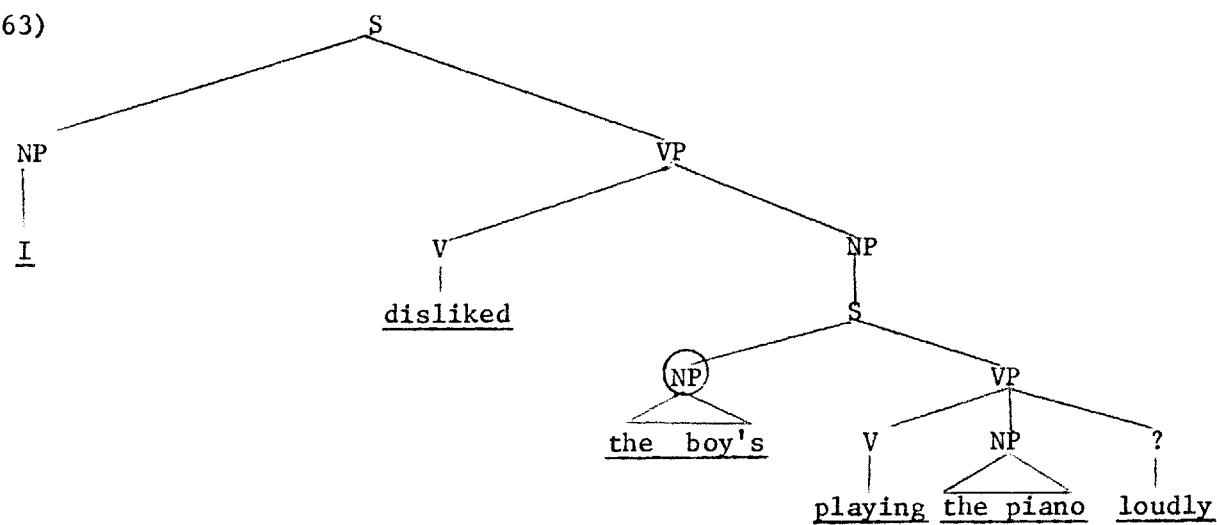 63)
S
NP VP
I V NP
disliked S
NP VP
the boy's V NP ?
playing the piano loudly